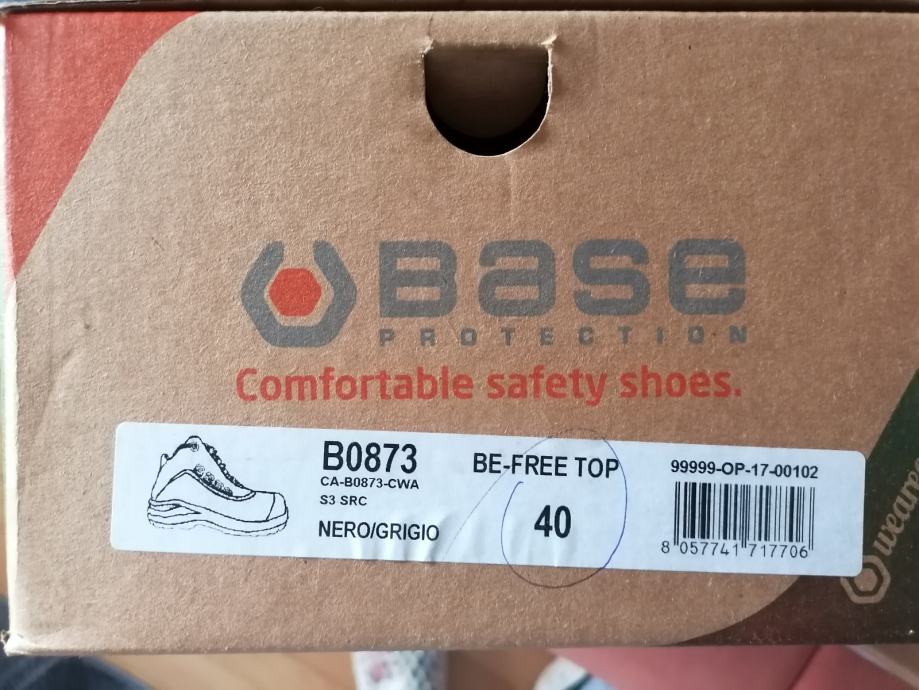 Base
PROTECTION
Comfortable safety shoes.
B0873
CA-B0873-CWA
S3 SRC
NERO/GRIGIO
BE-FREE TOP
40
99999-OP-17-00102
8 057741 717706